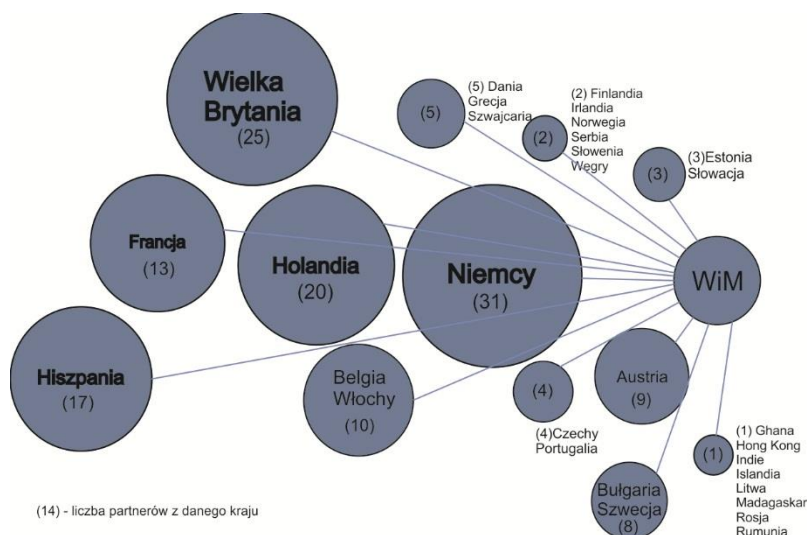 Wielka
Brytania
(25)
(5)
(5) Dania
Grecja
Szwajcaria
(2)
(2) Finlandia
Irlandia
Norwegia
Serbia
Słowenia
Węgry
(3)
(3)Estonia
Słowacja
Francja
(13)
Holandia
(20)
Niemcy
(31)
WiM
Hiszpania
(17)
Belgia
Włochy
(10)
(4)
(4)Czechy
Portugalia
Austria
(9)
Bułgaria
Szwecja
(8)
(1)
(1) Ghana
Hong Kong
Indie
Islandia
Litwa
Madagaskar
Rosja
Rumunia
(14) - liczba partnerów z danego kraju